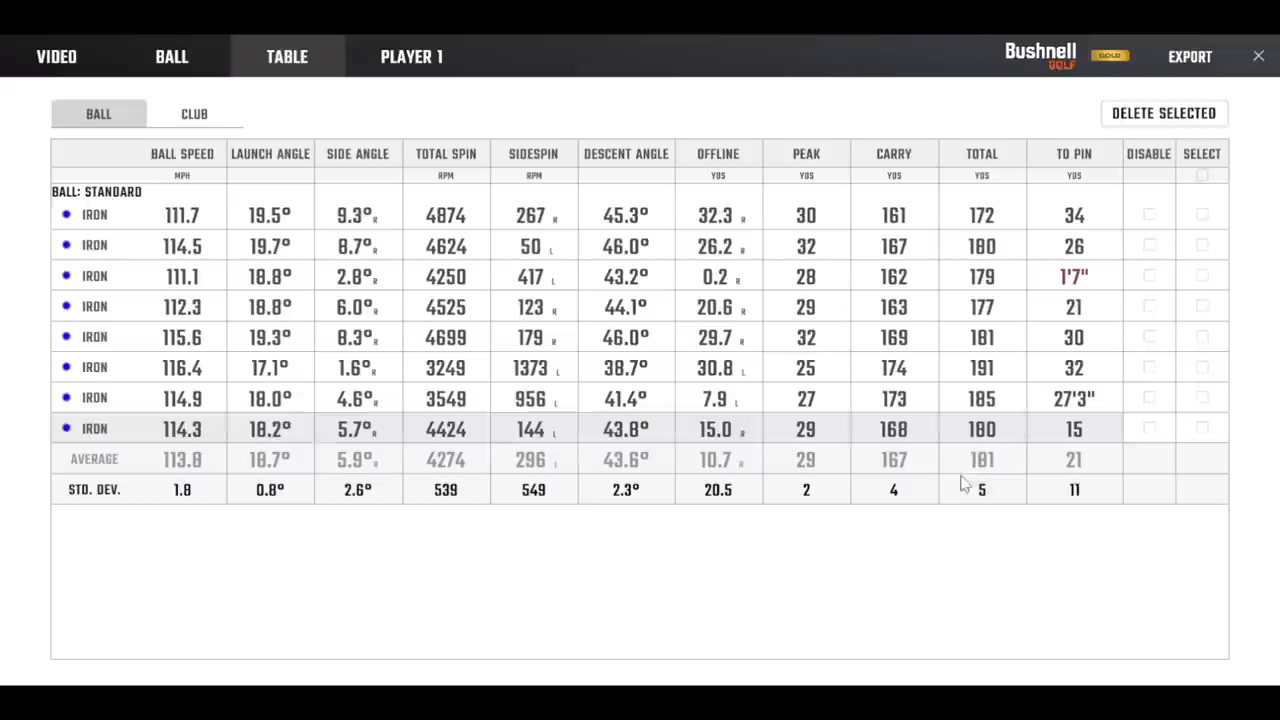 VIDEO BALL TABLE PLAYER 1 Bushnell GOLF GOLD EXPORT ×
BALL CLUB DELETE SELECTED
BALL SPEED LAUNCH ANGLE SIDE ANGLE TOTAL SPIN SIDESPIN DESCENT ANGLE OFFLINE PEAK CARRY TOTAL TO PIN DISABLE SELECT
MPH RPM RPM YDS YDS YDS YDS YDS
BALL: STANDARD
IRON 111.7 19.5° 9.3° R 4874 267 R 45.3° 32.3 R 30 161 172 34
IRON 114.5 19.7° 8.7° R 4624 50 L 46.0° 26.2 R 32 167 180 26
IRON 111.1 18.8° 2.8° R 4250 417 L 43.2° 0.2 R 28 162 179 1'7"
IRON 112.3 18.8° 6.0° R 4525 123 R 44.1° 20.6 R 29 163 177 21
IRON 115.6 19.3° 8.3° R 4699 179 R 46.0° 29.7 R 32 169 181 30
IRON 116.4 17.1° 1.6° R 3249 1373 L 38.7° 30.8 L 25 174 191 32
IRON 114.9 18.0° 4.6° R 3549 956 L 41.4° 7.9 L 27 173 185 27'3"
IRON 114.3 18.2° 5.7° R 4424 144 L 43.8° 15.0 R 29 168 180 15
AVERAGE 113.8 18.7° 5.9° R 4274 296 L 43.6° 10.7 R 29 167 181 21
STD. DEV. 1.8 0.8° 2.6° 539 549 2.3° 20.5 2 4 5 11